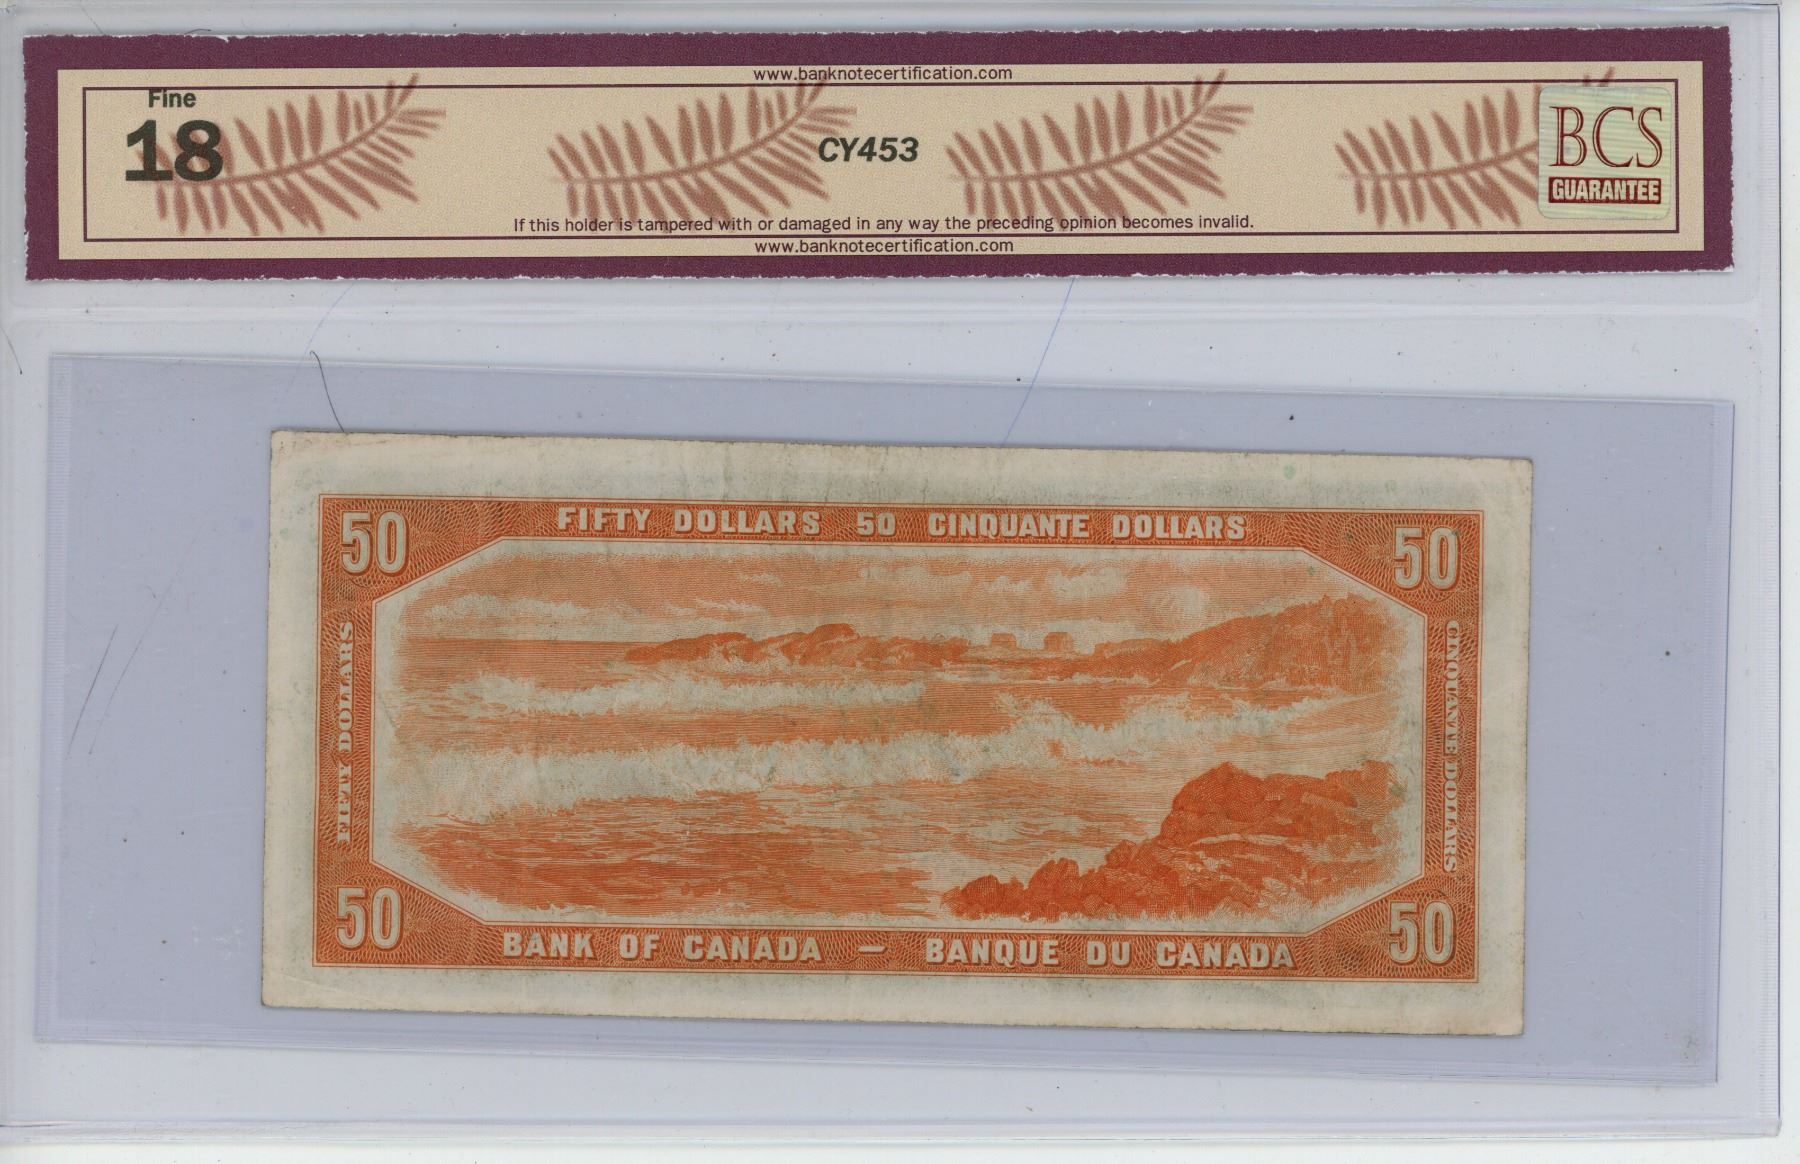 www.banknotecertification.com
Fine
18
CY453
BCS
GUARANTEE
If this holder is tampered with or damaged in any way the preceding opinion becomes invalid.
www.banknotecertification.com
50 FIFTY DOLLARS 50 CINQUANTE DOLLARS 50
FIFTY DOLLARS
CINQUANTE DOLLARS
50 BANK OF CANADA – BANQUE DU CANADA 50